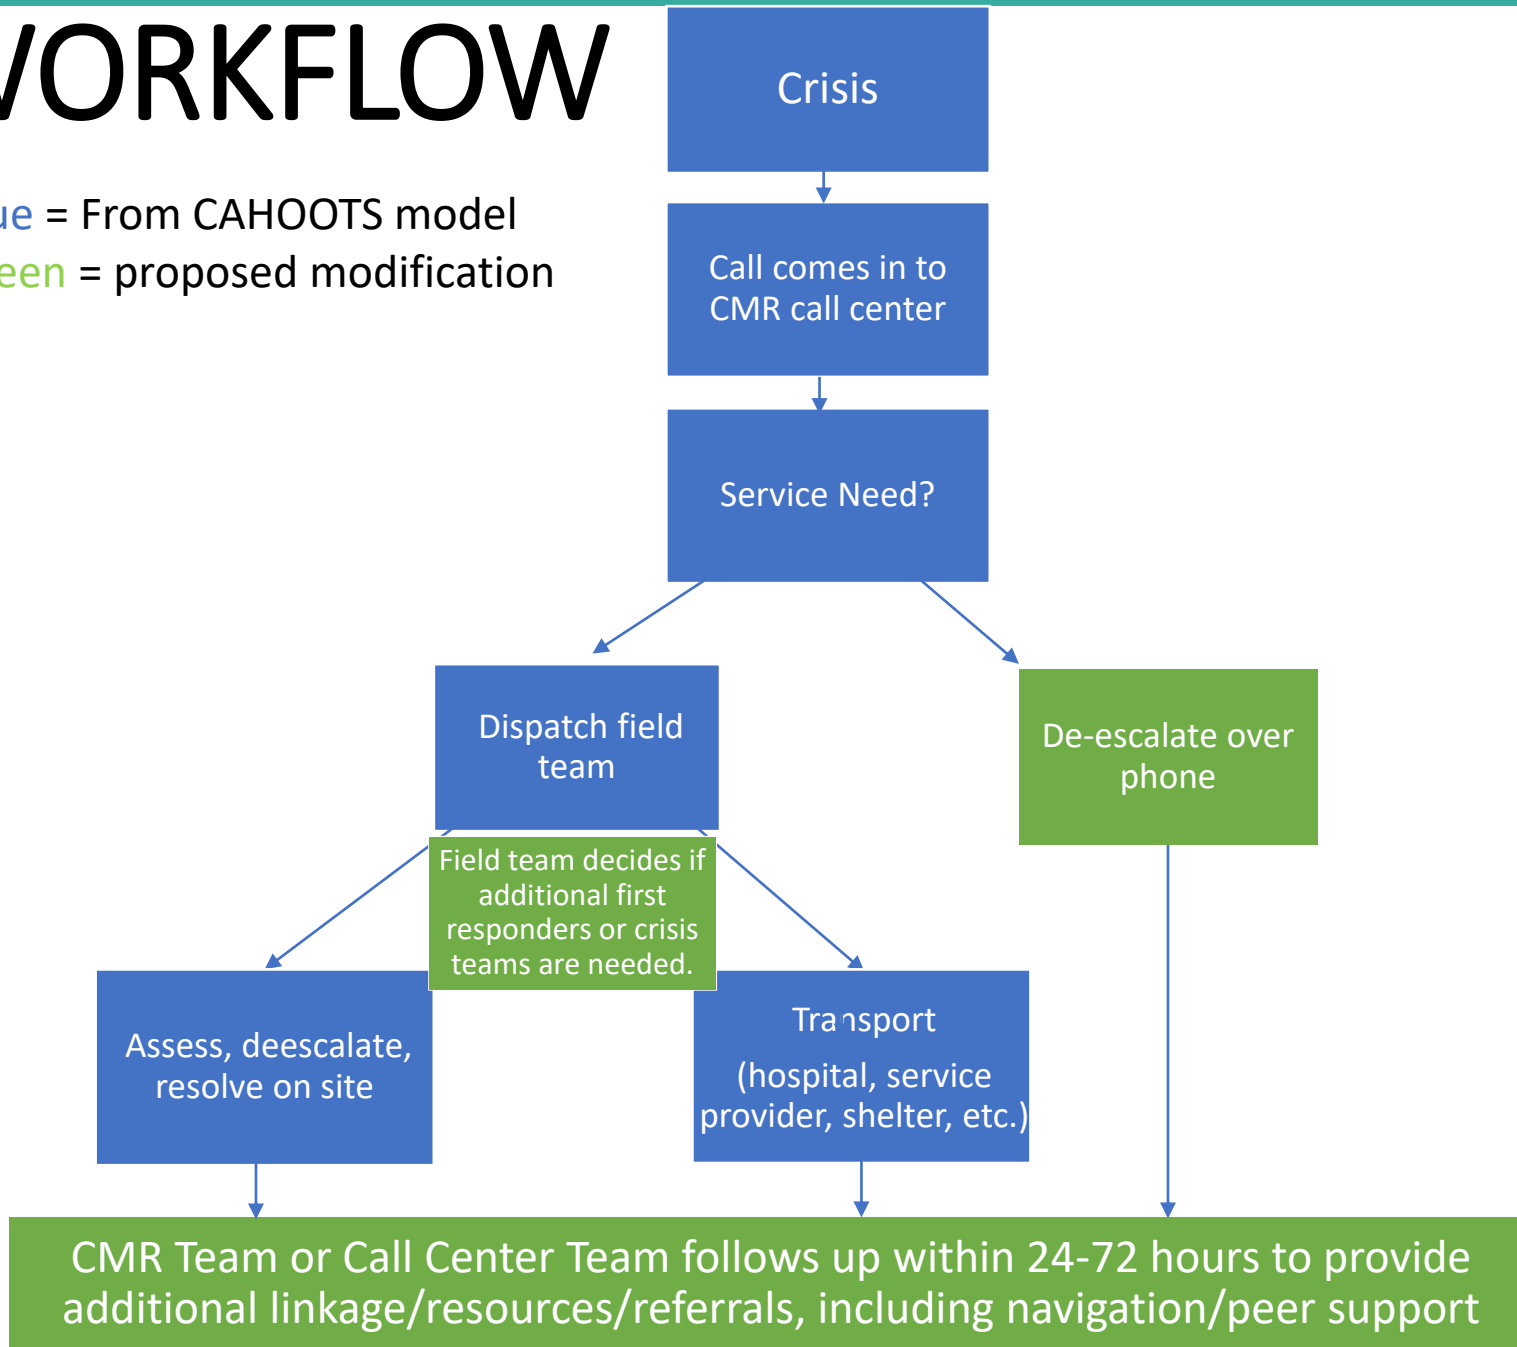 WORKFLOW
ue = From CAHOOTS model
een = proposed modification
Crisis
Call comes in to
CMR call center
Service Need?
Dispatch field
team
De-escalate over
phone
Field team decides if
additional first
responders or crisis
teams are needed.
Assess, deescalate,
resolve on site
Transport
(hospital, service
provider, shelter, etc.)
CMR Team or Call Center Team follows up within 24-72 hours to provide
additional linkage/resources/referrals, including navigation/peer support